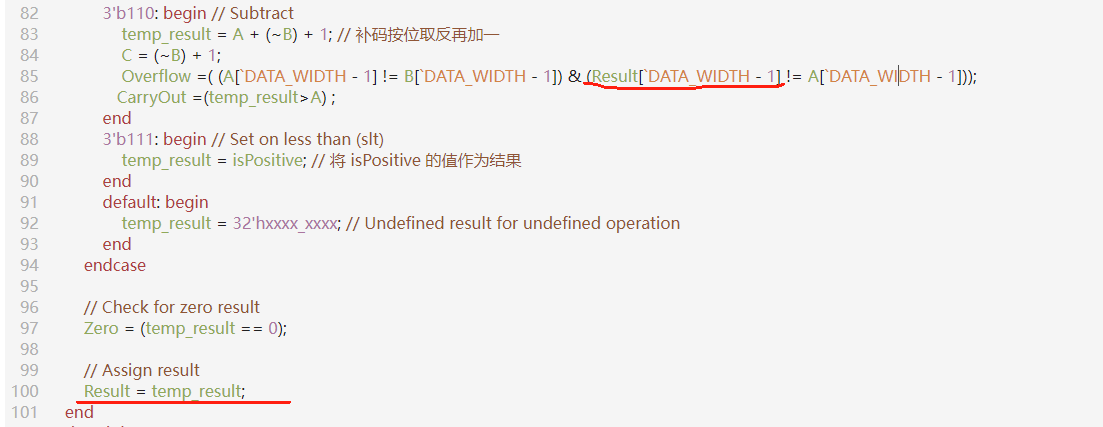 82 3'b110: begin // Subtract
83 temp_result = A + (~B) + 1; // 补码按位取反再加一
84 C = (~B) + 1;
85 Overflow =( (A[`DATA_WIDTH - 1] != B[`DATA_WIDTH - 1]) & (Result[`DATA_WIDTH - 1] != A[`DATA_WIDTH - 1]));
86 CarryOut =(temp_result>A) ;
87 end
88 3'b111: begin // Set on less than (slt)
89 temp_result = isPositive; // 将 isPositive 的值作为结果
90 end
91 default: begin
92 temp_result = 32'hxxxx_xxxx; // Undefined result for undefined operation
93 end
94 endcase
95
96 // Check for zero result
97 Zero = (temp_result == 0);
98
99 // Assign result
100 Result = temp_result;
101 end